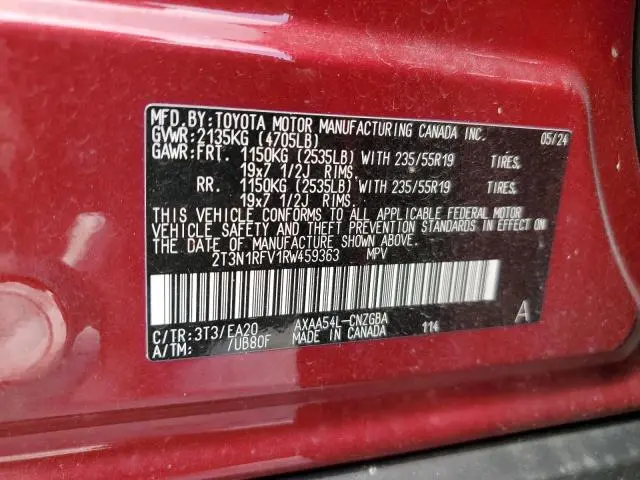 MFD.BY:TOYOTA MOTOR MANUFACTURING CANADA INC. 05/24
GVWR:2135KG (4705LB)
GAWR:FRT. 1150KG (2535LB) WITH 235/55R19 TIRES,
19x7 1/2J RIMS.
RR. 1150KG (2535LB) WITH 235/55R19 TIRES,
19x7 1/2J RIMS.
THIS VEHICLE CONFORMS TO ALL APPLICABLE FEDERAL MOTOR
VEHICLE SAFETY AND THEFT PREVENTION STANDARDS IN EFFECT ON
THE DATE OF MANUFACTURE SHOWN ABOVE.
2T3N1RFV1RW459363 MPV
C/TR:3T3/EA20 AXAA54L-CNZGBA A
A/TM: /UB80F MADE IN CANADA 114